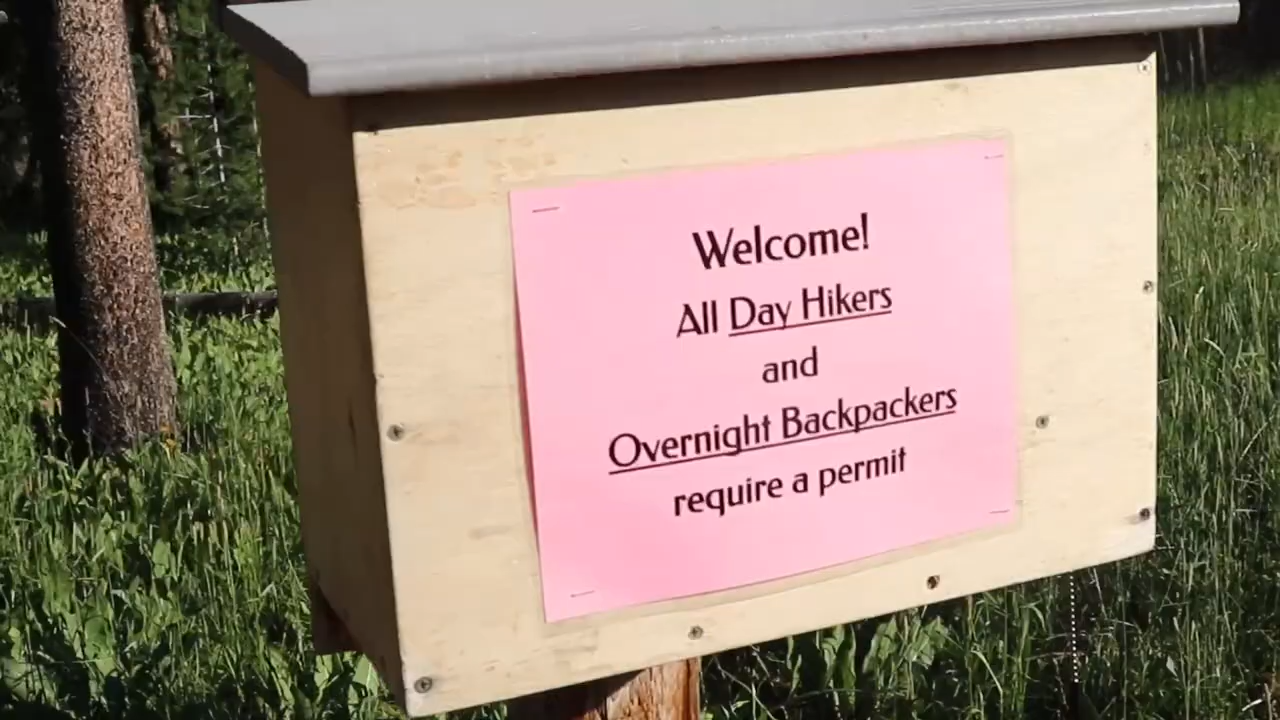 Welcome!
All Day Hikers
and
Overnight Backpackers
require a permit